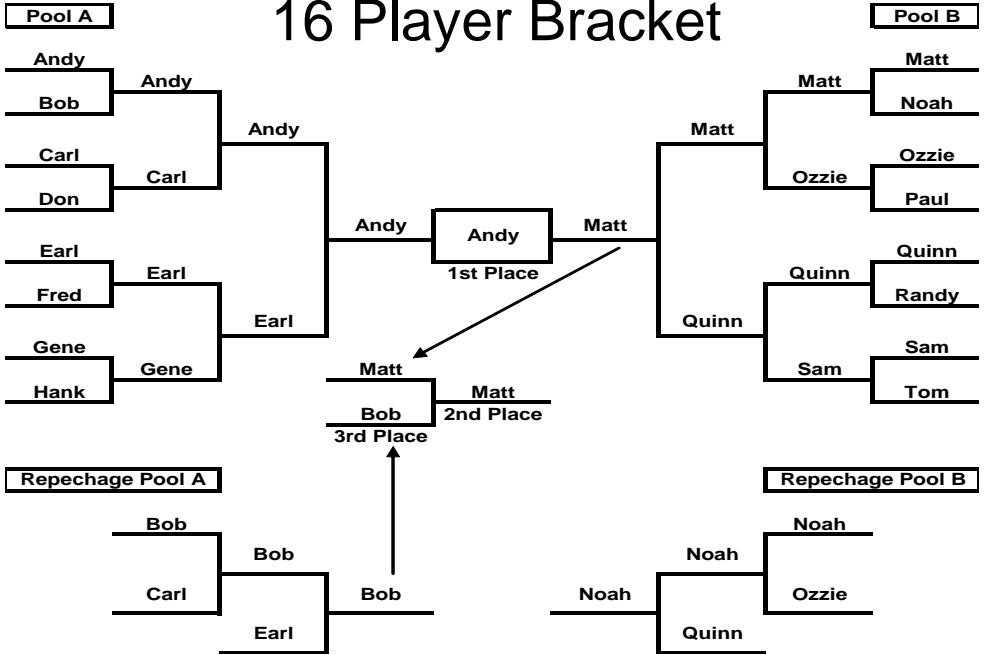 16 Player Bracket
Pool A
Pool B
Andy
Matt
Andy
Matt
Bob
Noah
Andy
Matt
Carl
Ozzie
Carl
Ozzie
Don
Paul
Andy
Andy
Matt
Earl
Quinn
1st Place
Earl
Quinn
Fred
Randy
Earl
Quinn
Gene
Sam
Gene
Matt
Sam
Hank
Matt
Tom
Bob
2nd Place
3rd Place
Repechage Pool A
Repechage Pool B
Bob
Noah
Bob
Noah
Carl
Bob
Noah
Ozzie
Earl
Quinn